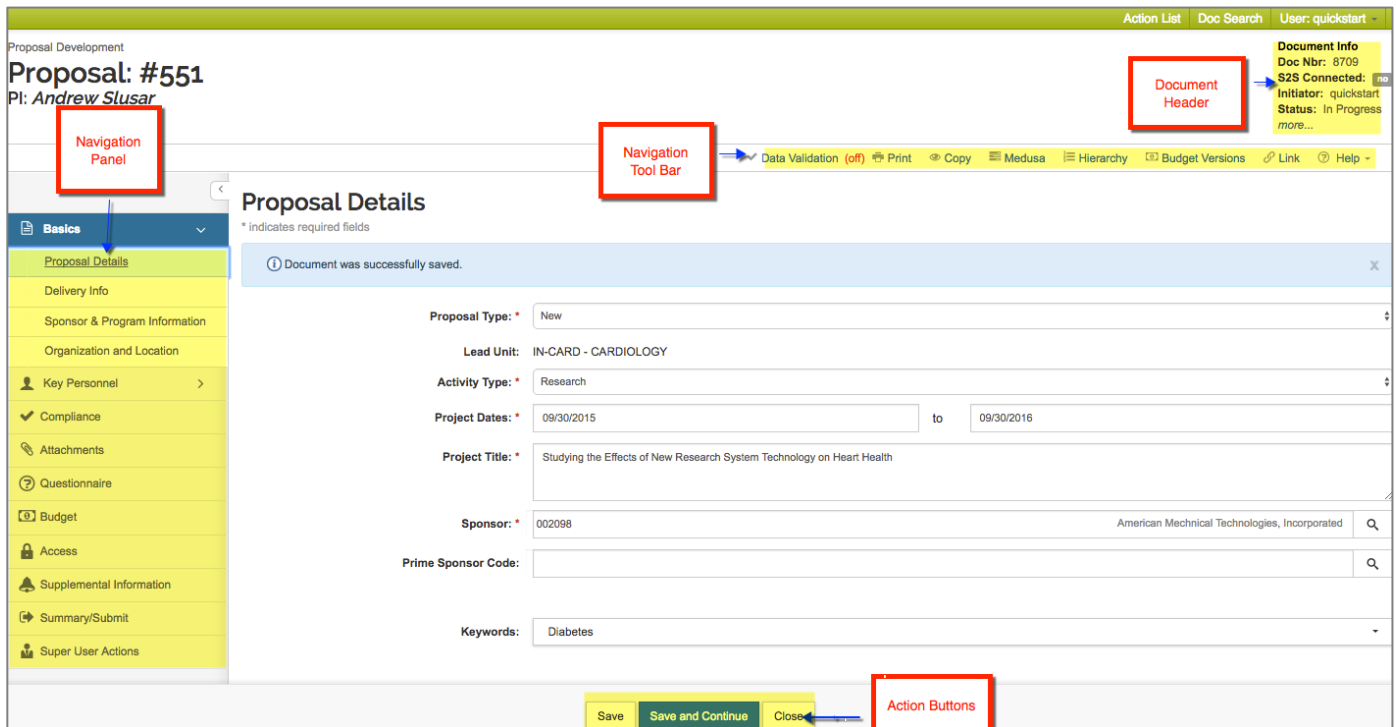 Action List Doc Search User: quickstart
Proposal Development
Proposal: #551
PI: Andrew Slusar
Document Info
Doc Nbr: 8709
S2S Connected: no
Initiator: quickstart
Status: In Progress
more...
Document
Header
Navigation
Panel
Navigation
Tool Bar
Data Validation (off) Print Copy Medusa Hierarchy Budget Versions Link Help
Basics
Proposal Details
Delivery Info
Sponsor & Program Information
Organization and Location
Key Personnel
Compliance
Attachments
Questionnaire
Budget
Access
Supplemental Information
Summary/Submit
Super User Actions
Proposal Details
* indicates required fields
Document was successfully saved. X
Proposal Type: * New
Lead Unit: IN-CARD - CARDIOLOGY
Activity Type: * Research
Project Dates: * 09/30/2015 to 09/30/2016
Project Title: * Studying the Effects of New Research System Technology on Heart Health
Sponsor: * 002098 American Mechnical Technologies, Incorporated
Prime Sponsor Code:
Keywords: Diabetes
Save Save and Continue Close
Action Buttons